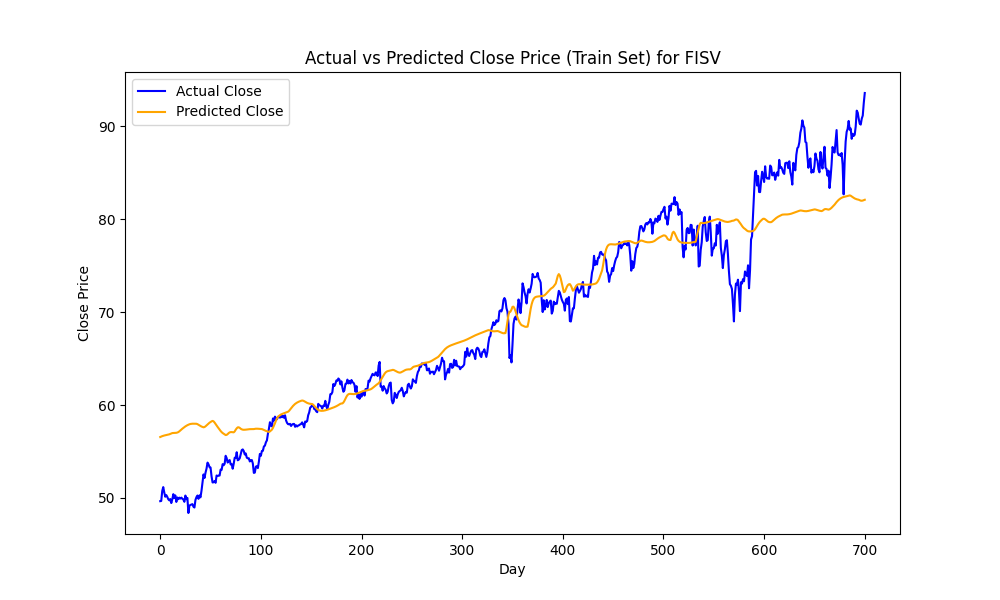 Actual vs Predicted Close Price (Train Set) for FISV
Actual Close
Predicted Close
Close Price
90
80
70
60
50
0 100 200 300 400 500 600 700
Day